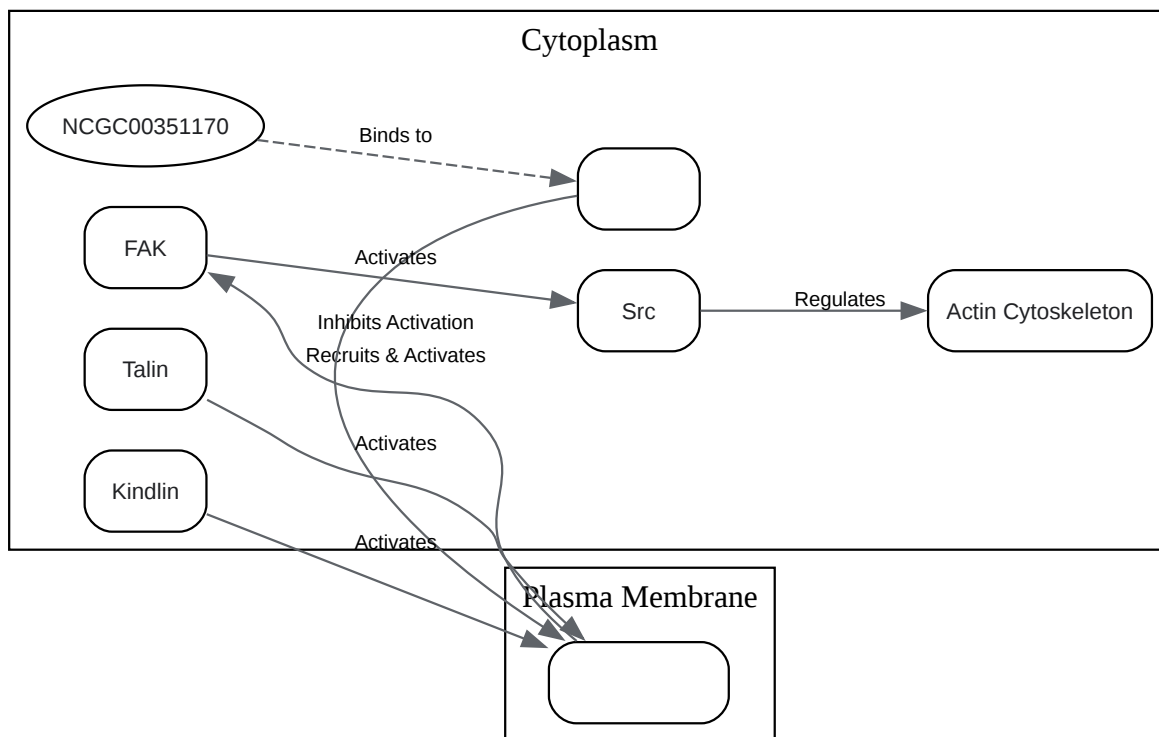 Cytoplasm
NCGC00351170
Binds to
FAK
Activates
Src
Regulates
Actin Cytoskeleton
Inhibits Activation
Recruits & Activates
Talin
Activates
Kindlin
Activates
Plasma Membrane